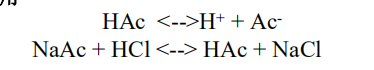 HAc <-->H⁺ + Ac⁻
NaAc + HCl <--> HAc + NaCl